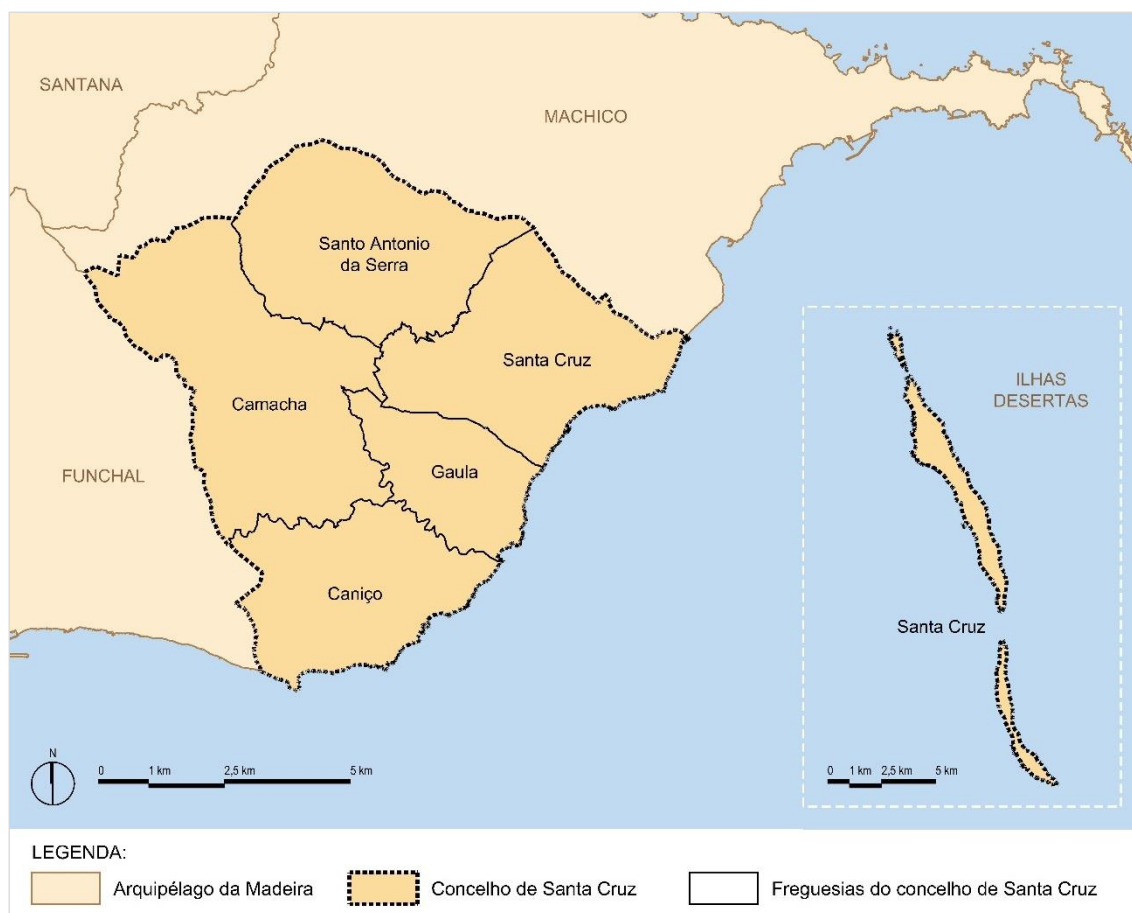 SANTANA
MACHICO
Santo Antonio
da Serra
Santa Cruz
Camacha
ILHAS
DESERTAS
FUNCHAL
Gaula
Caniço
Santa Cruz
N
0 1 km 2,5 km 5 km
0 1 km 2,5 km 5 km
LEGENDA:
Arquipélago da Madeira
Concelho de Santa Cruz
Freguesias do concelho de Santa Cruz